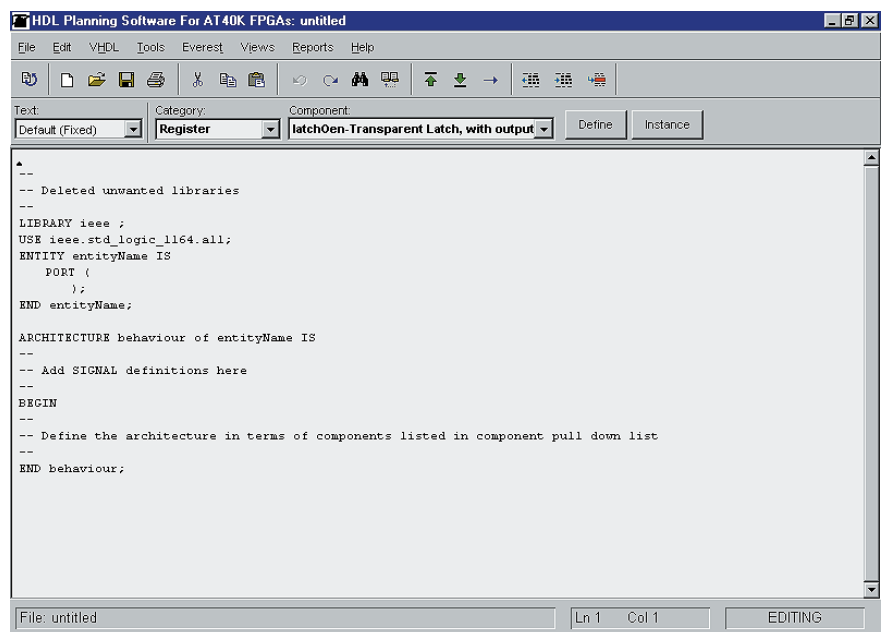 HDL Planning Software For AT40K FPGAs: untitled
File Edit VHDL Tools Everest Views Reports Help
Text: Category: Component:
Default (Fixed) Register latchOen-Transparent Latch, with output Define Instance
--
-- Deleted unwanted libraries
--
LIBRARY ieee ;
USE ieee.std_logic_1164.all;
ENTITY entityName IS
PORT (
);
END entityName;
ARCHITECTURE behaviour of entityName IS
--
-- Add SIGNAL definitions here
--
BEGIN
--
-- Define the architecture in terms of components listed in component pull down list
--
END behaviour;
File: untitled Ln 1 Col 1 EDITING